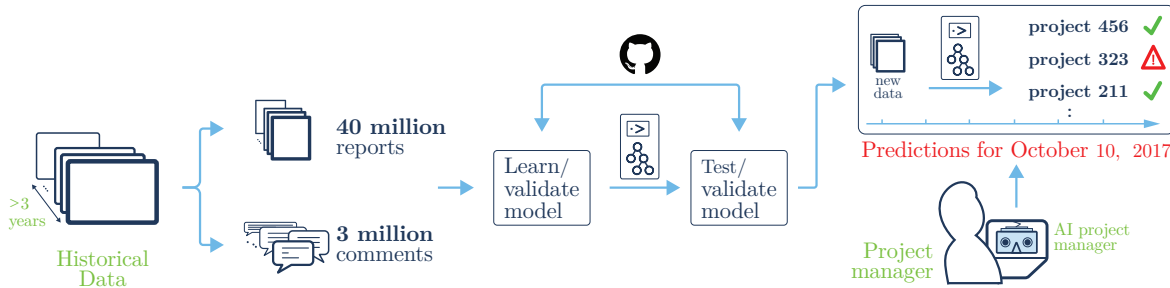 >3
years
Historical
Data
40 million
reports
3 million
comments
Learn/
validate
model
Test/
validate
model
new
data
project 456
project 323
project 211
:
Predictions for October 10, 2017
Project
manager
AI project
manager